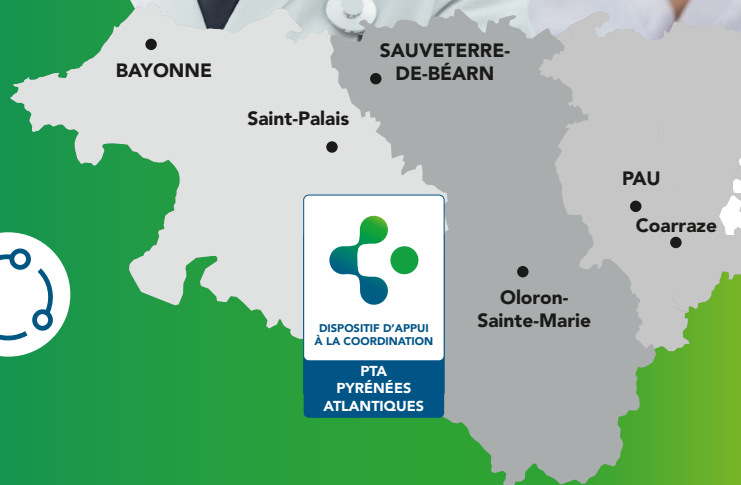 BAYONNE
SAUVETERRE-
DE-BÉARN
Saint-Palais
PAU
Coarraze
Oloron-
Sainte-Marie
DISPOSITIF D'APPUI
À LA COORDINATION
PTA
PYRÉNÉES
ATLANTIQUES